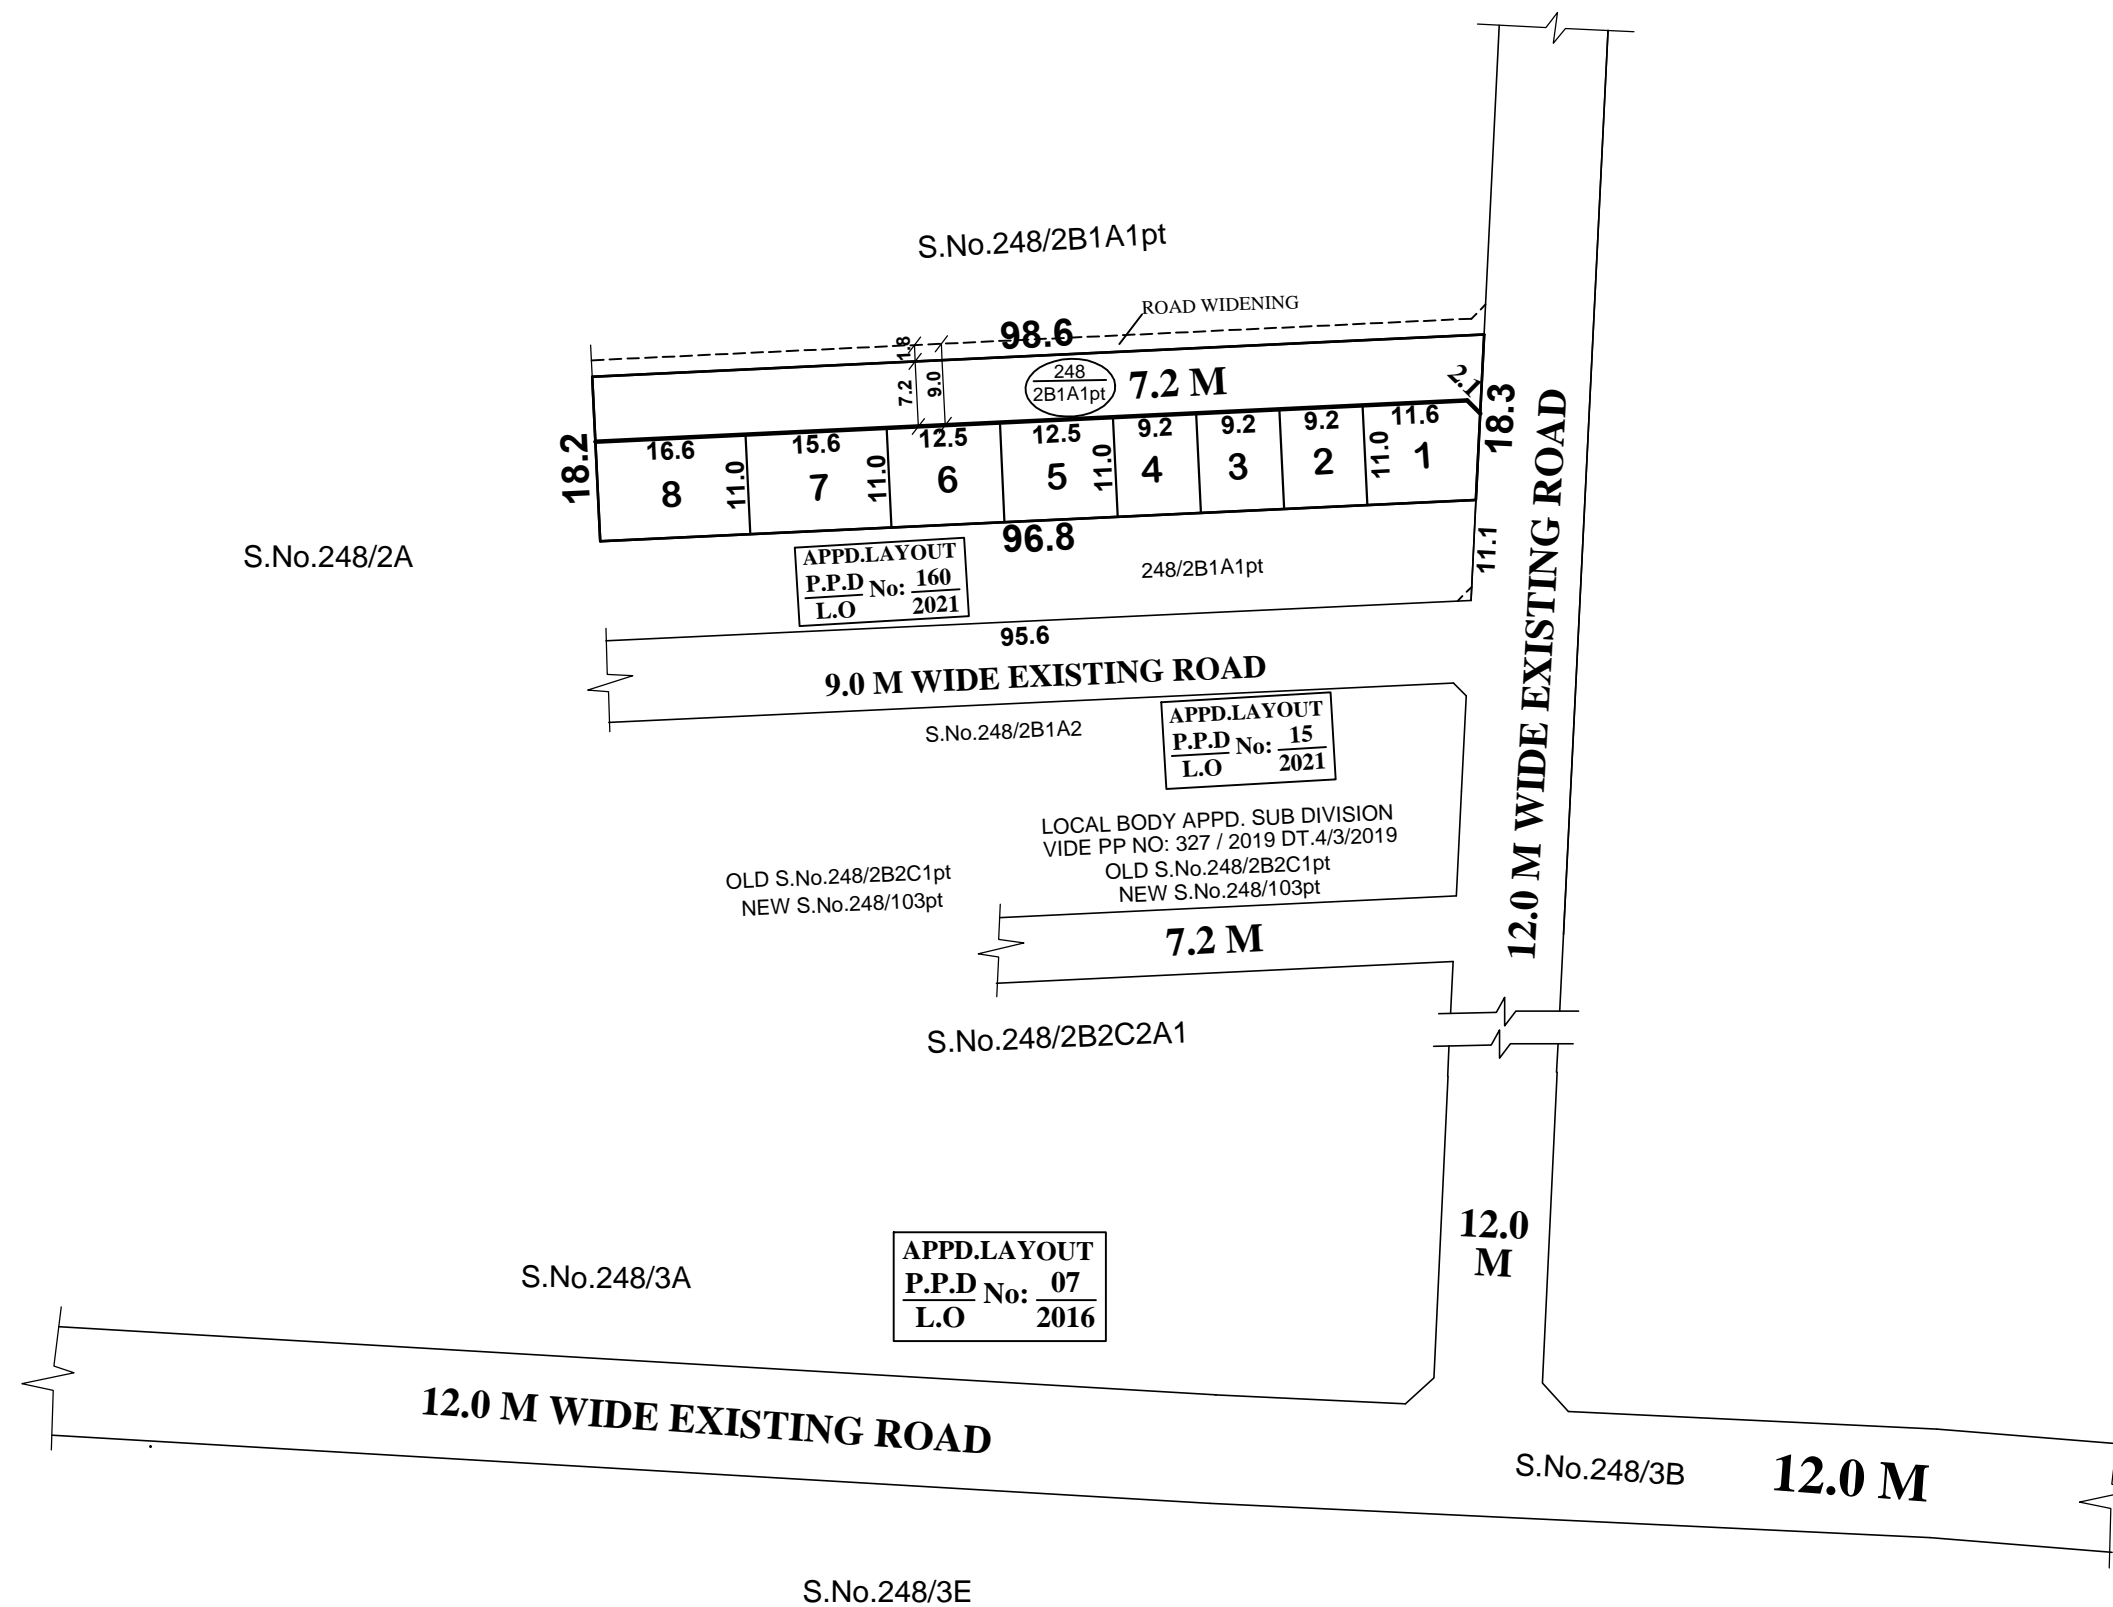 S.No.248/2B1A1pt
ROAD WIDENING
98.6
1.8
7.2
9.0
248
2B1A1pt
7.2 M
2.1
18.3
18.2
16.6
15.6
12.5
12.5
9.2
9.2
9.2
11.6
11.0
11.0
11.0
11.0
8
7
6
5
4
3
2
1
96.8
11.1
12.0 M WIDE EXISTING ROAD
S.No.248/2A
APPD.LAYOUT
P.P.D No: 160
L.O 2021
248/2B1A1pt
95.6
9.0 M WIDE EXISTING ROAD
S.No.248/2B1A2
APPD.LAYOUT
P.P.D No: 15
L.O 2021
LOCAL BODY APPD. SUB DIVISION
VIDE PP NO: 327 / 2019 DT.4/3/2019
OLD S.No.248/2B2C1pt
NEW S.No.248/103pt
OLD S.No.248/2B2C1pt
NEW S.No.248/103pt
7.2 M
S.No.248/2B2C2A1
12.0
M
S.No.248/3A
APPD.LAYOUT
P.P.D No: 07
L.O 2016
12.0 M WIDE EXISTING ROAD
S.No.248/3B
12.0 M
S.No.248/3E